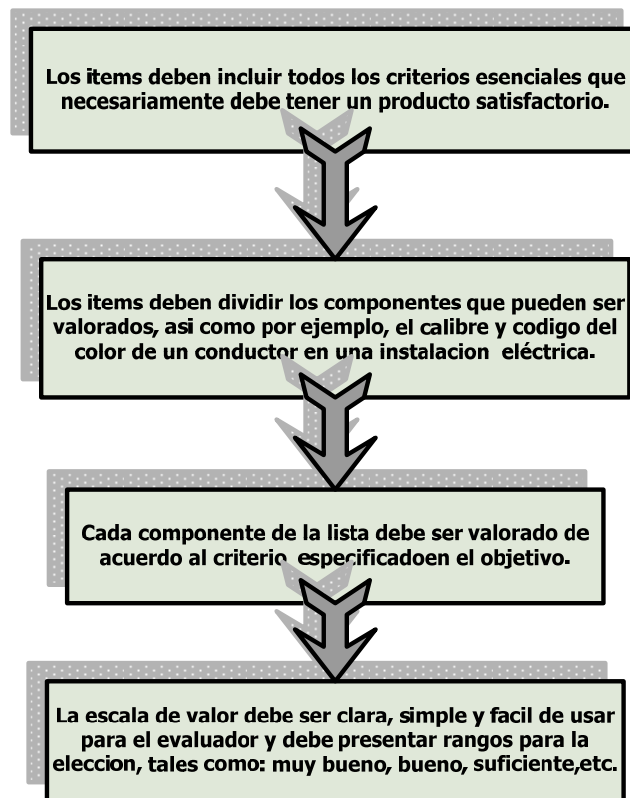 Los items deben incluir todos los criterios esenciales que
necesariamente debe tener un producto satisfactorio.
Los items deben dividir los componentes que pueden ser
valorados, asi como por ejemplo, el calibre y codigo del
color de un conductor en una instalacion eléctrica.
Cada componente de la lista debe ser valorado de
acuerdo al criterio especificadoen el objetivo.
La escala de valor debe ser clara, simple y facil de usar
para el evaluador y debe presentar rangos para la
eleccion, tales como: muy bueno, bueno, suficiente,etc.